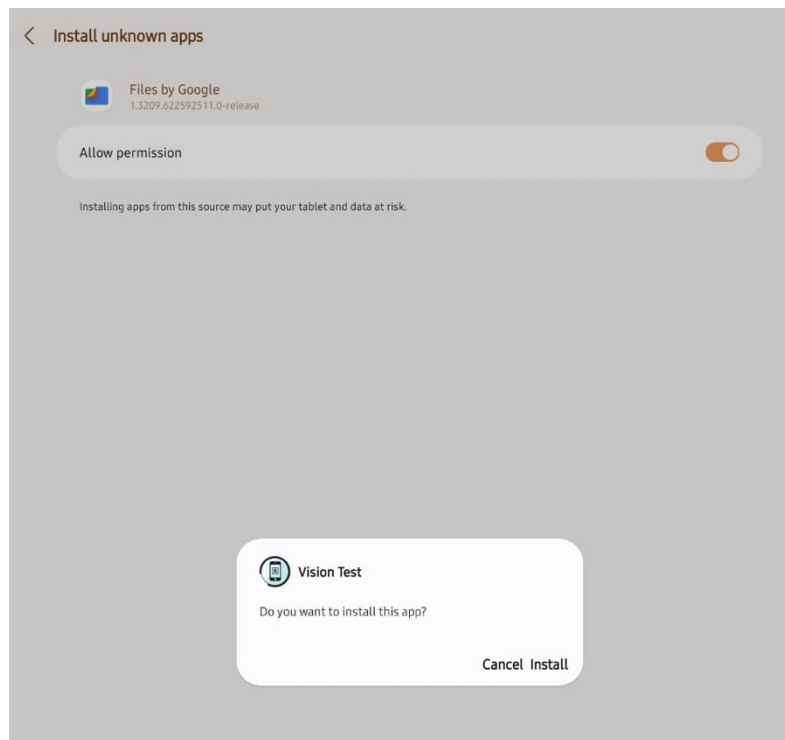 Install unknown apps
Files by Google
1.3209.622592511.0-release
Allow permission
Installing apps from this source may put your tablet and data at risk.
Vision Test
Do you want to install this app?
Cancel Install